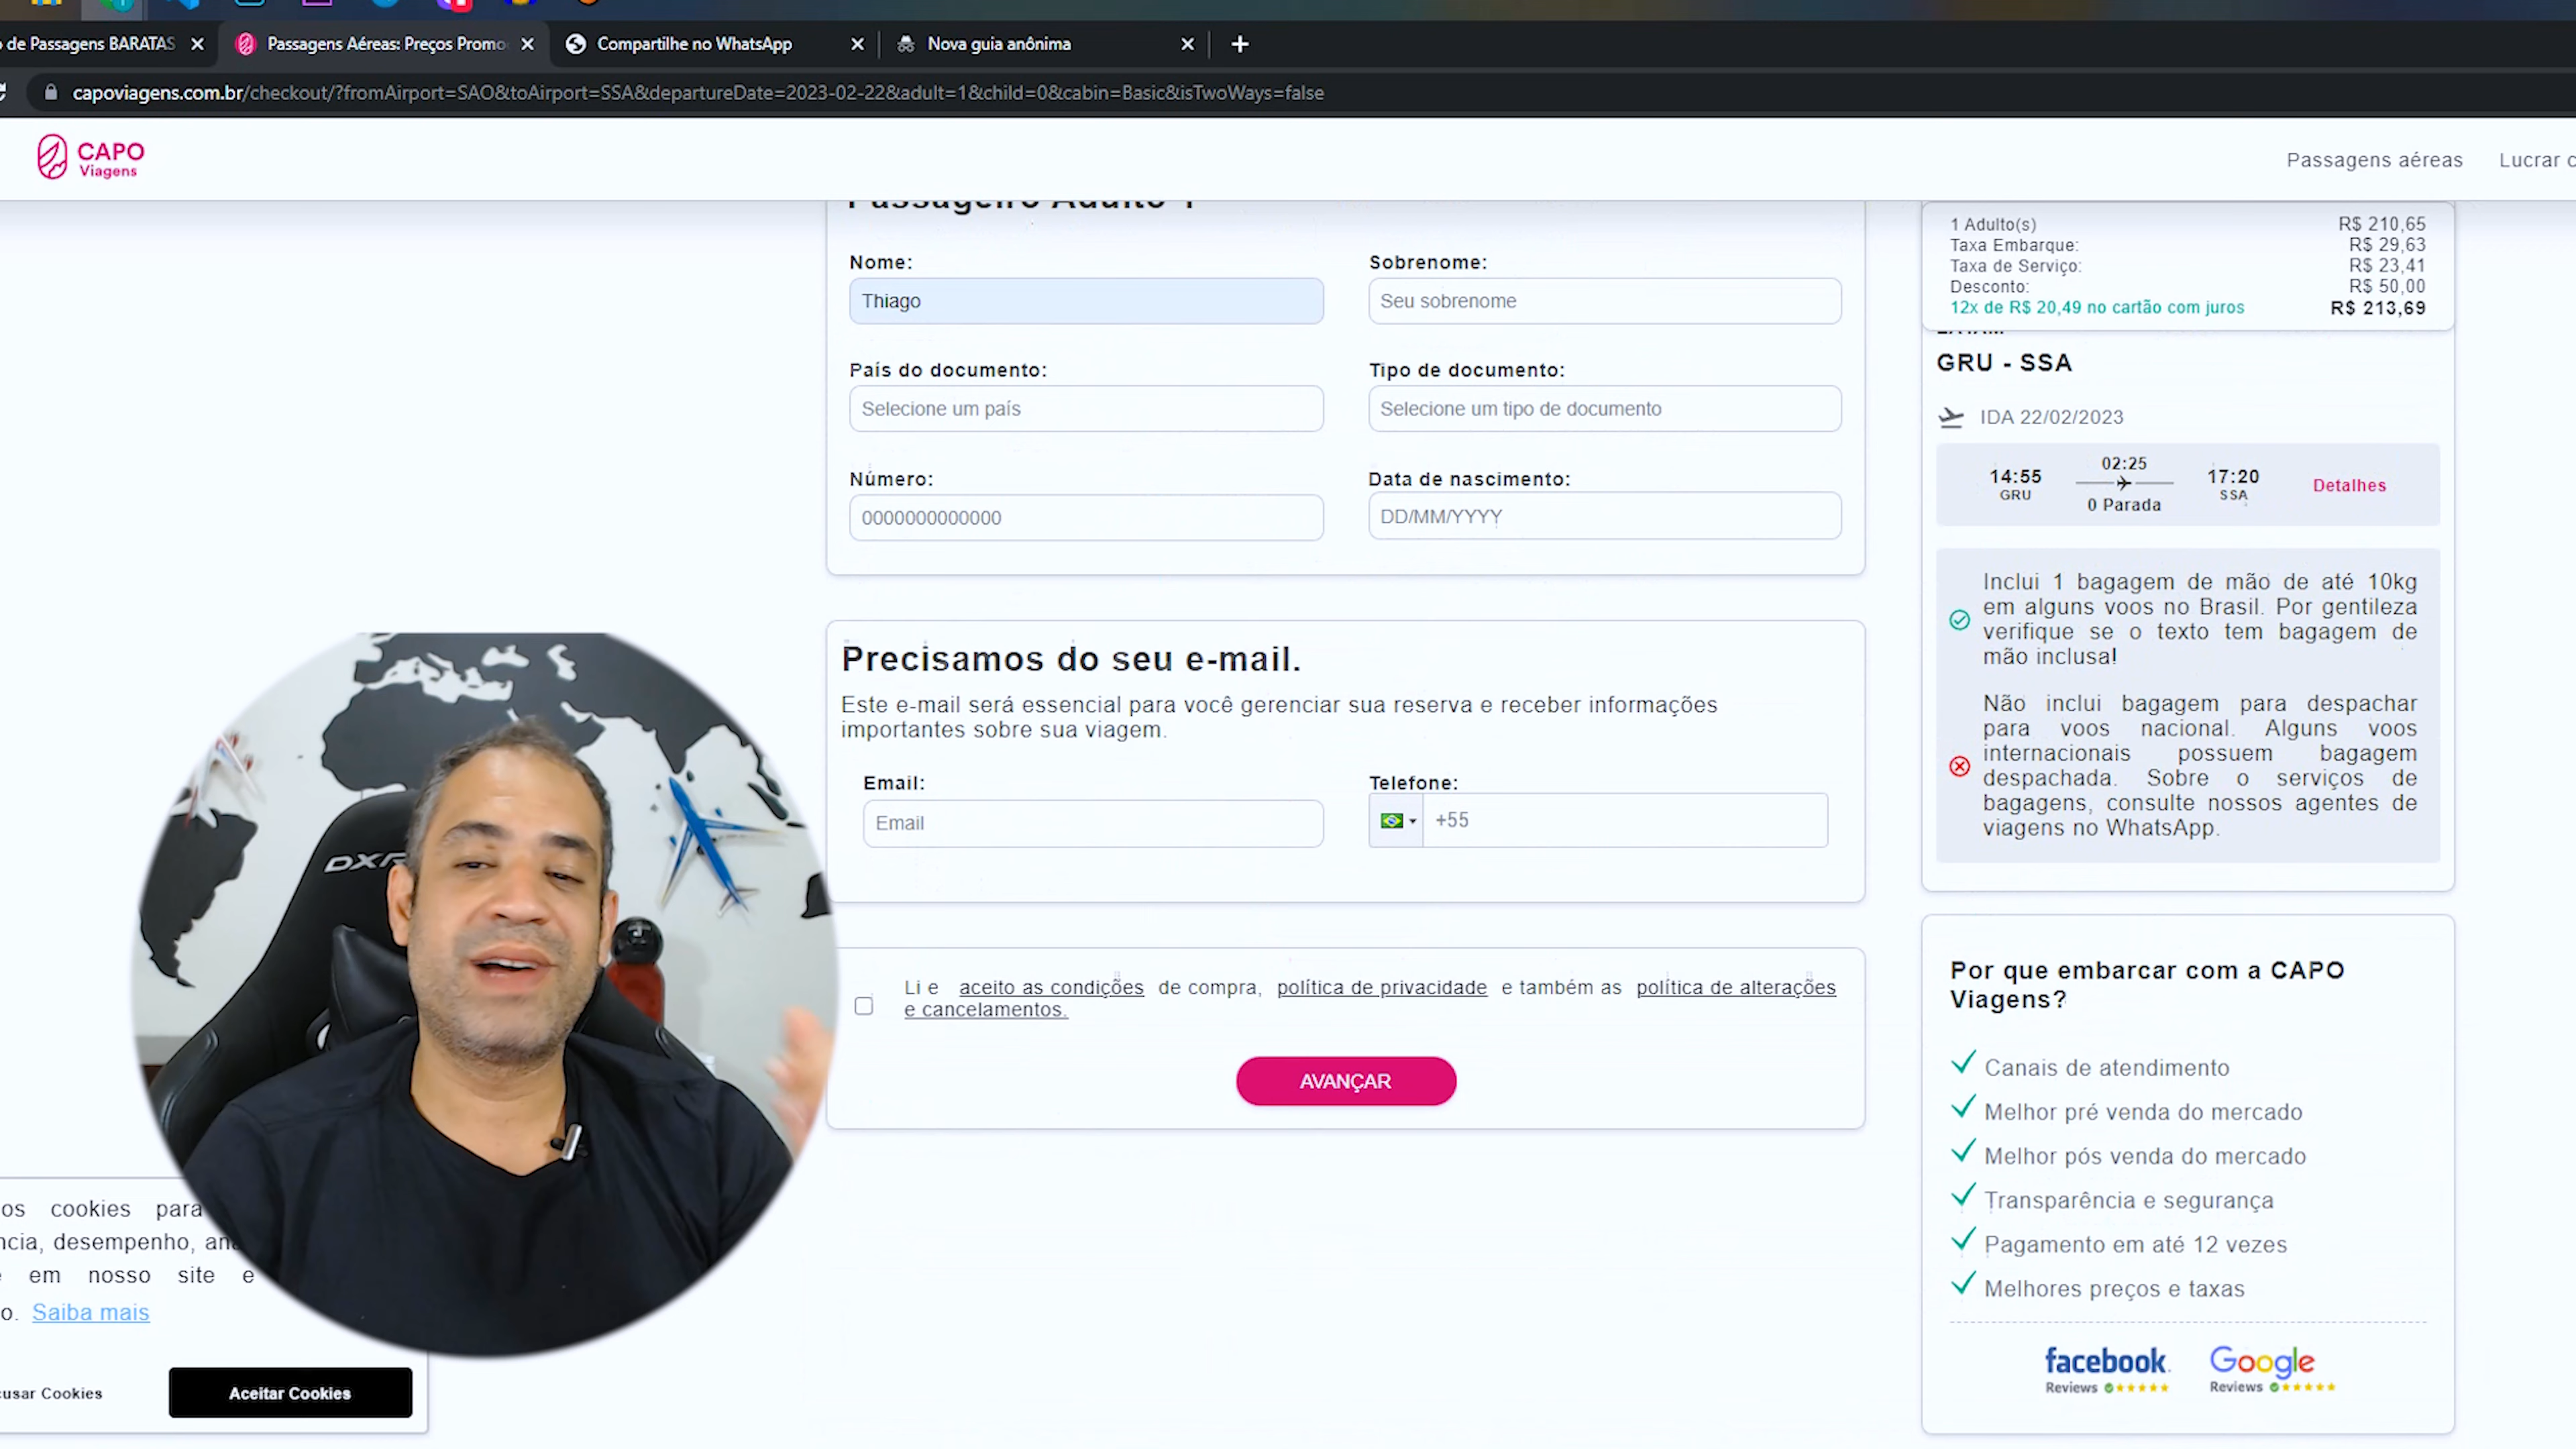 de Passagens BARATAS
Passagens Aéreas: Preços Promo
Compartilhe no WhatsApp
Nova guia anônima
capoviagens.com.br/checkout/?fromAirport=SAO&toAirport=SSA&departureDate=2023-02-22&adult=1&child=0&cabin=Basic&isTwoWays=false
CAPO
Viagens
Passagens aéreas
Lucrar c
Passageiro Adulto 1
Nome:
Thiago
Sobrenome:
Seu sobrenome
País do documento:
Selecione um país
Tipo de documento:
Selecione um tipo de documento
Número:
0000000000000
Data de nascimento:
DD/MM/YYYY
Precisamos do seu e-mail.
Este e-mail será essencial para você gerenciar sua reserva e receber informações
importantes sobre sua viagem.
Email:
Email
Telefone:
+55
Li e aceito as condições de compra, política de privacidade e também as política de alterações
e cancelamentos.
AVANÇAR
1 Adulto(s) R$ 210,65
Taxa Embarque: R$ 29,63
Taxa de Serviço: R$ 23,41
Desconto: R$ 50,00
12x de R$ 20,49 no cartão com juros R$ 213,69
GRU - SSA
IDA 22/02/2023
14:55
GRU
02:25
0 Parada
17:20
SSA
Detalhes
Inclui 1 bagagem de mão de até 10kg
em alguns voos no Brasil. Por gentileza
verifique se o texto tem bagagem de
mão inclusa!
Não inclui bagagem para despachar
para voos nacional. Alguns voos
internacionais possuem bagagem
despachada. Sobre o serviços de
bagagens, consulte nossos agentes de
viagens no WhatsApp.
Por que embarcar com a CAPO
Viagens?
Canais de atendimento
Melhor pré venda do mercado
Melhor pós venda do mercado
Transparência e segurança
Pagamento em até 12 vezes
Melhores preços e taxas
facebook.
Reviews
Google
Reviews
DXR
os cookies para
ncia, desempenho, aná
em nosso site e
o. Saiba mais
cusar Cookies
Aceitar Cookies